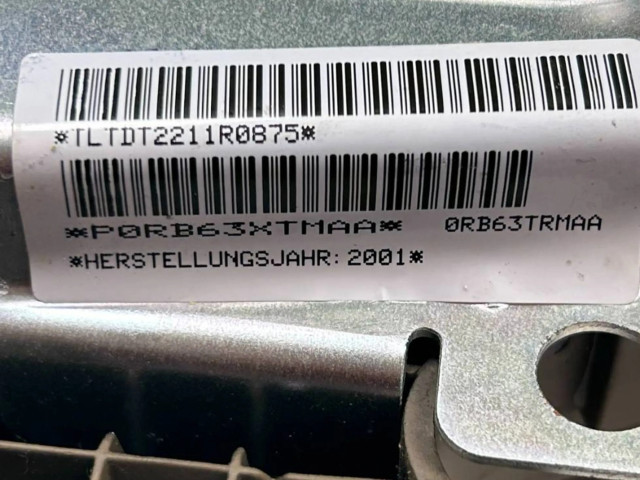 *TLTDT2211R0875*
*P0RB63XTMAA* 0RB63TRMAA
*HERSTELLUNGSJAHR: 2001*